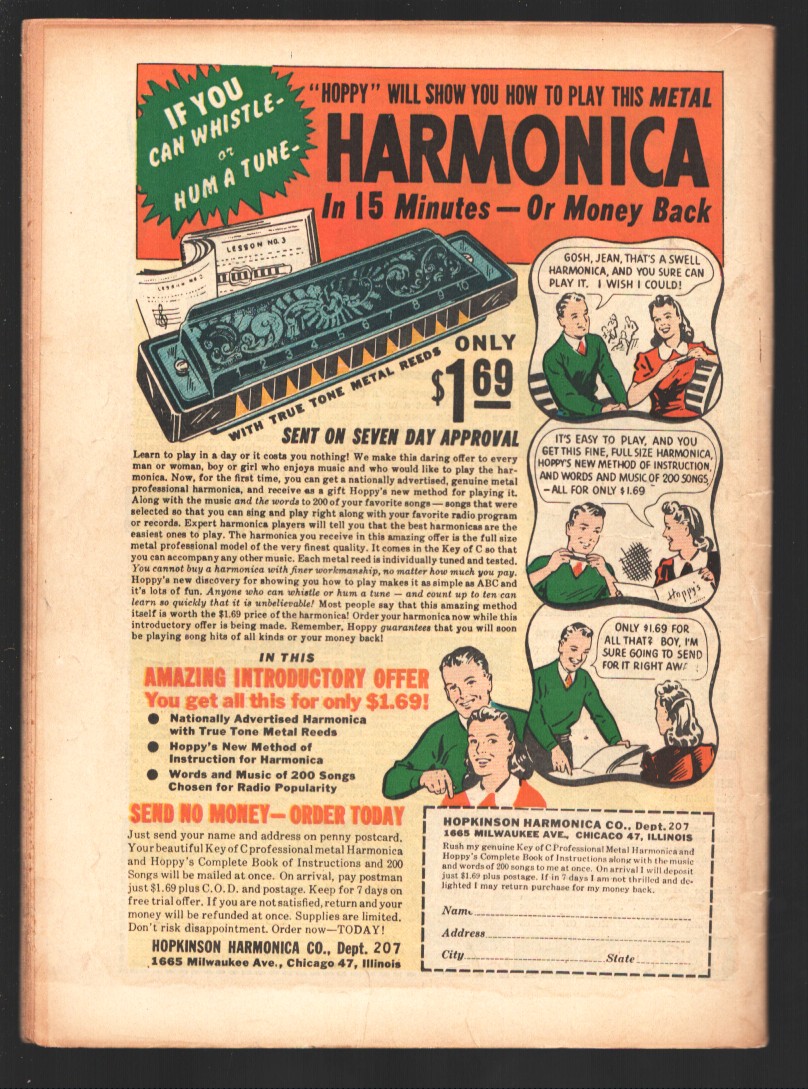 IF YOU
CAN WHISTLE-
or
HUM A TUNE-
"HOPPY" WILL SHOW YOU HOW TO PLAY THIS METAL
HARMONICA
In 15 Minutes — Or Money Back
LESSON NO. 3
LESSON NO 2
1 2 3 4 5 6 7 8 9 10
WITH TRUE TONE METAL REEDS
ONLY
$1 69
SENT ON SEVEN DAY APPROVAL
GOSH, JEAN, THAT'S A SWELL
HARMONICA, AND YOU SURE CAN
PLAY IT. I WISH I COULD!
IT'S EASY TO PLAY, AND YOU
GET THIS FINE, FULL SIZE HARMONICA,
HOPPY'S NEW METHOD OF INSTRUCTION,
AND WORDS AND MUSIC OF 200 SONGS,
—ALL FOR ONLY $1.69
Hoppy's
ONLY $1.69 FOR
ALL THAT? BOY, I'M
SURE GOING TO SEND
FOR IT RIGHT AWA
Learn to play in a day or it costs you nothing! We make this daring offer to every
man or woman, boy or girl who enjoys music and who would like to play the har-
monica. Now, for the first time, you can get a nationally advertised, genuine metal
professional harmonica, and receive as a gift Hoppy's new method for playing it.
Along with the music and the words to 200 of your favorite songs — songs that were
selected so that you can sing and play right along with your favorite radio program
or records. Expert harmonica players will tell you that the best harmonicas are the
easiest ones to play. The harmonica you receive in this amazing offer is the full size
metal professional model of the very finest quality. It comes in the Key of C so that
you can accompany any other music. Each metal reed is individually tuned and tested.
You cannot buy a harmonica with finer workmanship, no matter how much you pay.
Hoppy's new discovery for showing you how to play makes it as simple as ABC and
it's lots of fun. Anyone who can whistle or hum a tune — and count up to ten can
learn so quickly that it is unbelievable! Most people say that this amazing method
itself is worth the $1.69 price of the harmonica! Order your harmonica now while this
introductory offer is being made. Remember, Hoppy guarantees that you will soon
be playing song hits of all kinds or your money back!
IN THIS
AMAZING INTRODUCTORY OFFER
You get all this for only $1.69!
● Nationally Advertised Harmonica
with True Tone Metal Reeds
● Hoppy's New Method of
Instruction for Harmonica
● Words and Music of 200 Songs
Chosen for Radio Popularity
SEND NO MONEY—ORDER TODAY
Just send your name and address on penny postcard.
Your beautiful Key of C professional metal Harmonica
and Hoppy's Complete Book of Instructions and 200
Songs will be mailed at once. On arrival, pay postman
just $1.69 plus C.O.D. and postage. Keep for 7 days on
free trial offer. If you are not satisfied, return and your
money will be refunded at once. Supplies are limited.
Don't risk disappointment. Order now—TODAY!
HOPKINSON HARMONICA CO., Dept. 207
1665 Milwaukee Ave., Chicago 47, Illinois
HOPKINSON HARMONICA CO., Dept. 207
1665 MILWAUKEE AVE., CHICAGO 47, ILLINOIS
Rush my genuine Key of C Professional Metal Harmonica and
Hoppy's Complete Book of Instructions along with the music
and words of 200 songs to me at once. On arrival I will deposit
just $1.69 plus postage. If in 7 days I am not thrilled and de-
lighted I may return purchase for my money back.
Name
Address
City State